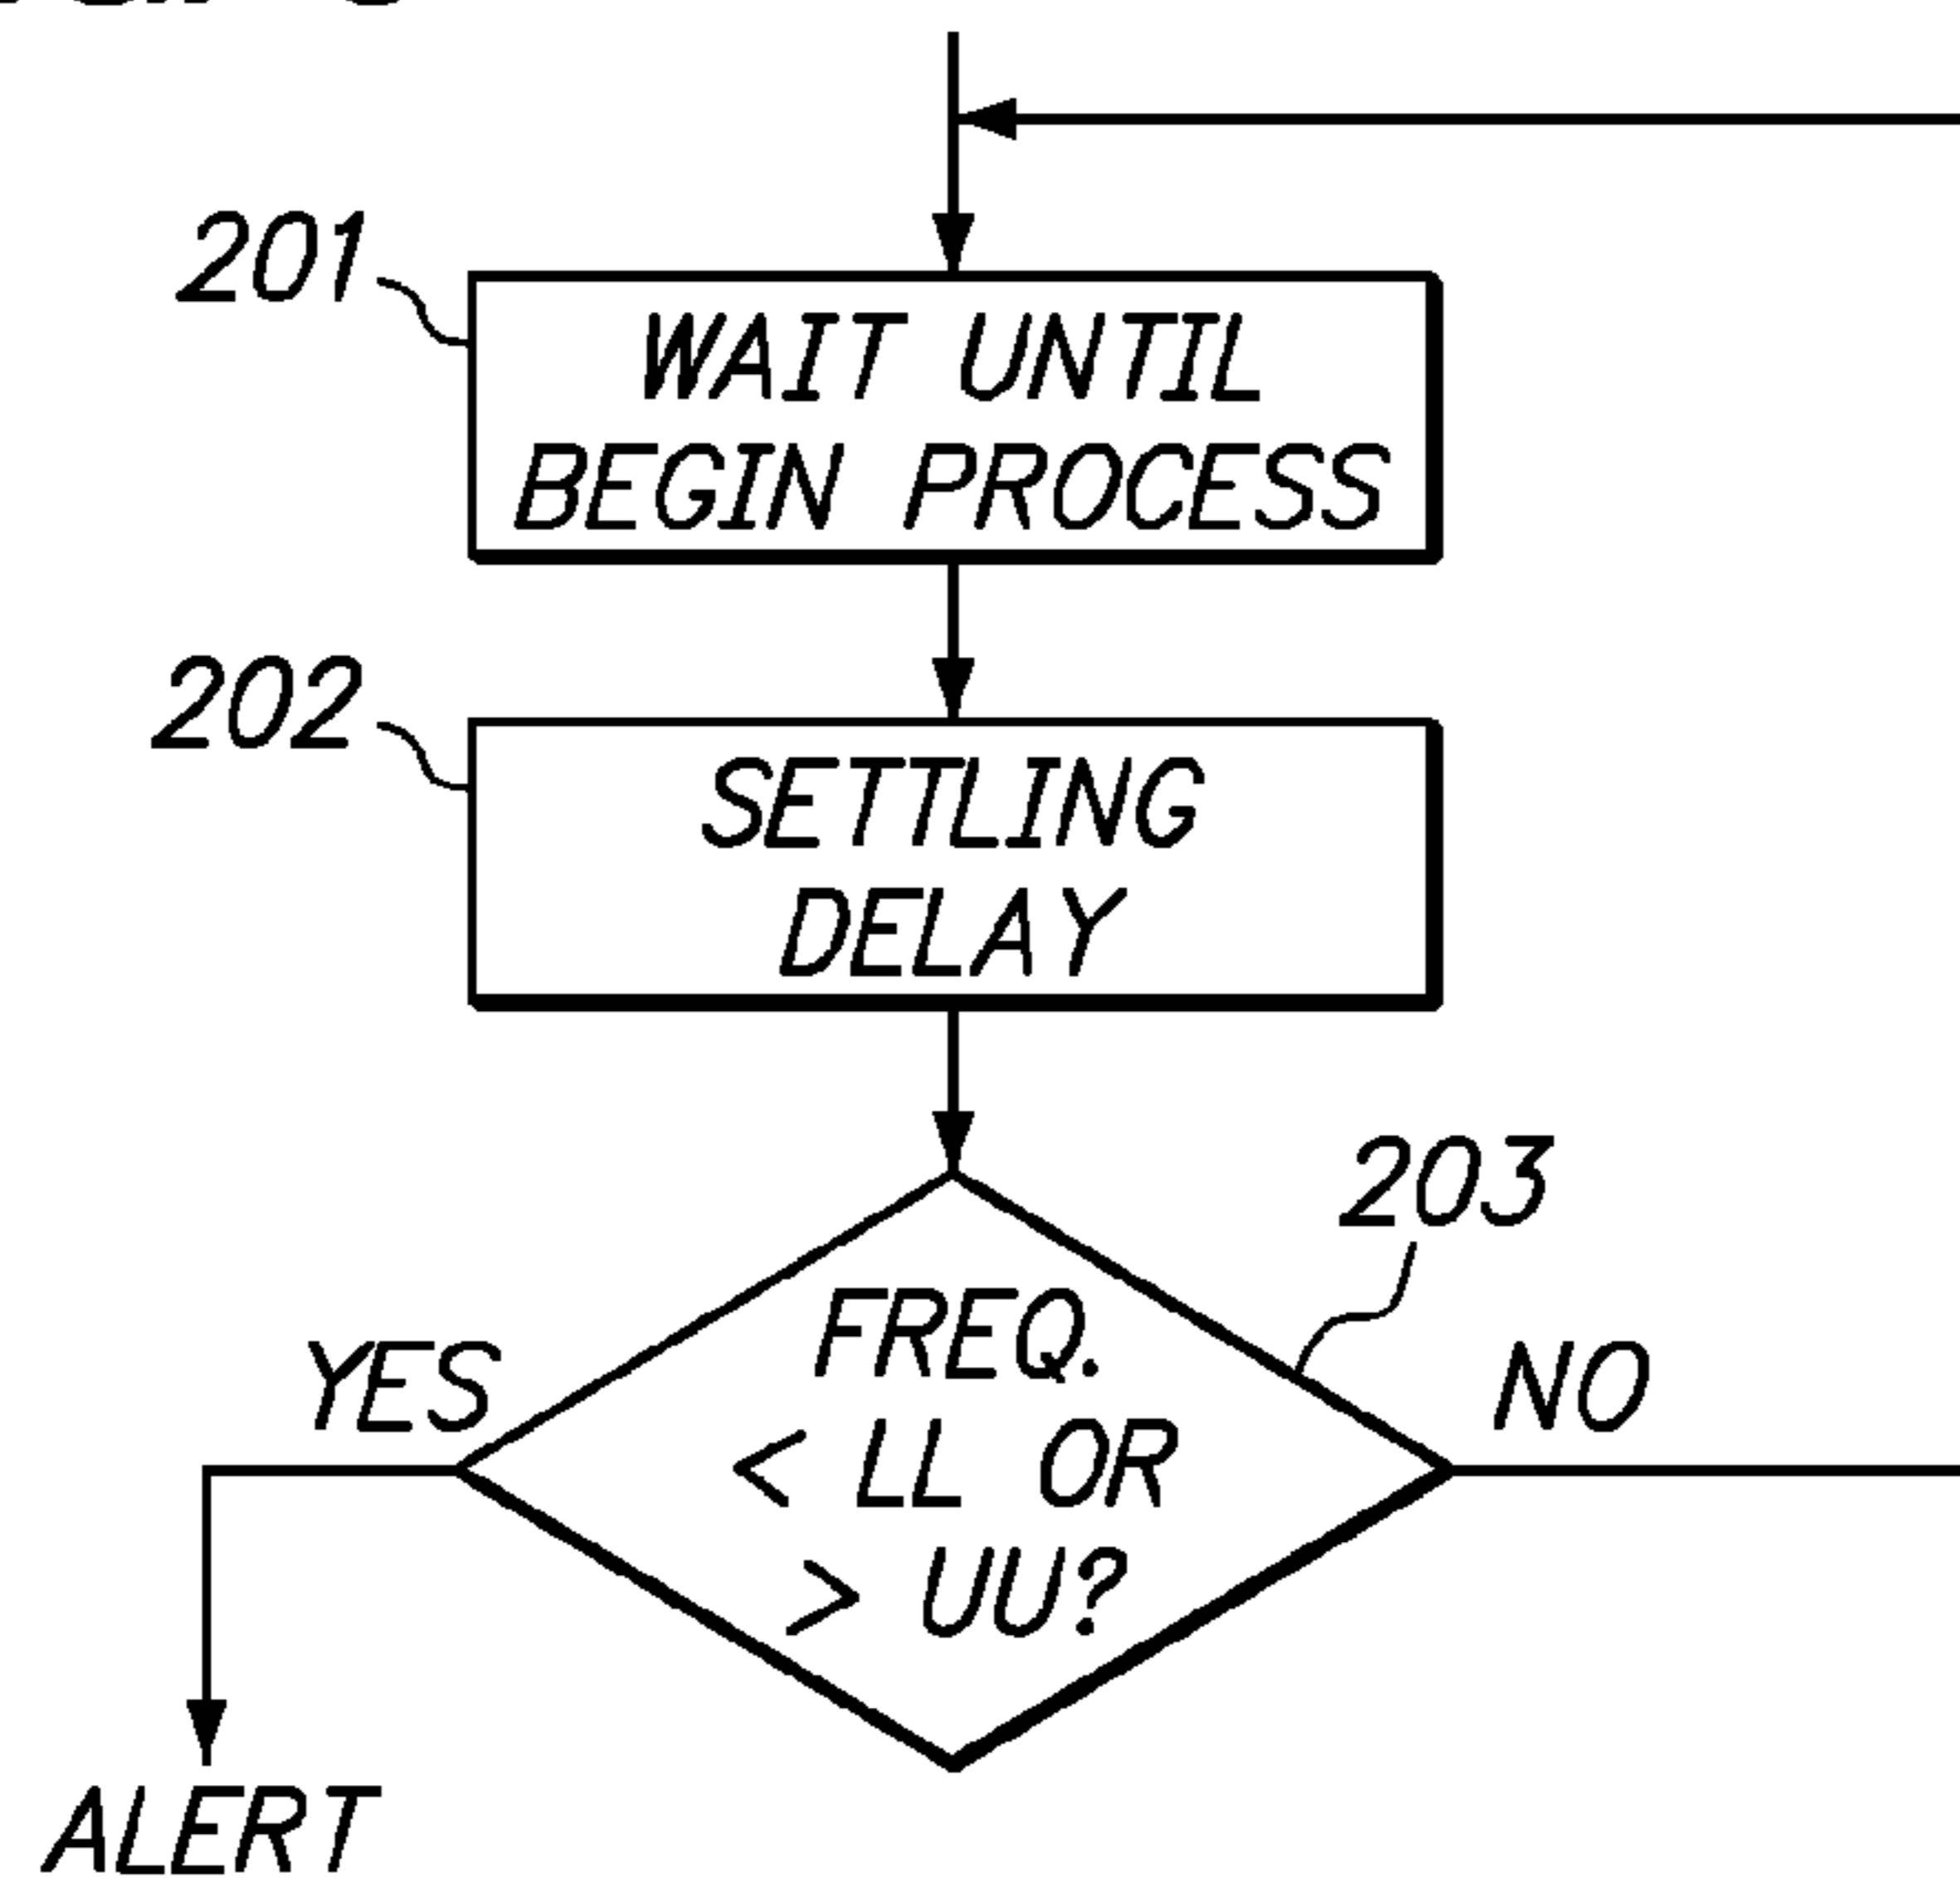 201
WAIT UNTIL
BEGIN PROCESS
202
SETTLING
DELAY
203
FREQ.
< LL OR
> UU?
YES
NO
ALERT